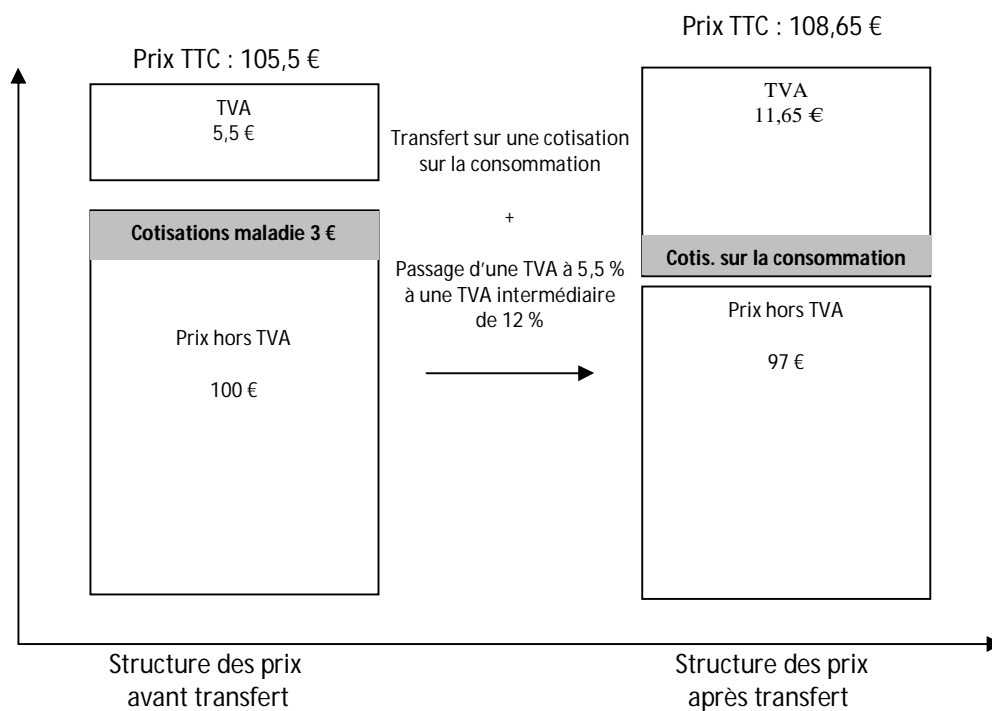 Prix TTC : 105,5 €
TVA
5,5 €
Cotisations maladie 3 €
Prix hors TVA
100 €
Transfert sur une cotisation
sur la consommation
+
Passage d'une TVA à 5,5 %
à une TVA intermédiaire
de 12 %
Prix TTC : 108,65 €
TVA
11,65 €
Cotis. sur la consommation
Prix hors TVA
97 €
Structure des prix
avant transfert
Structure des prix
après transfert